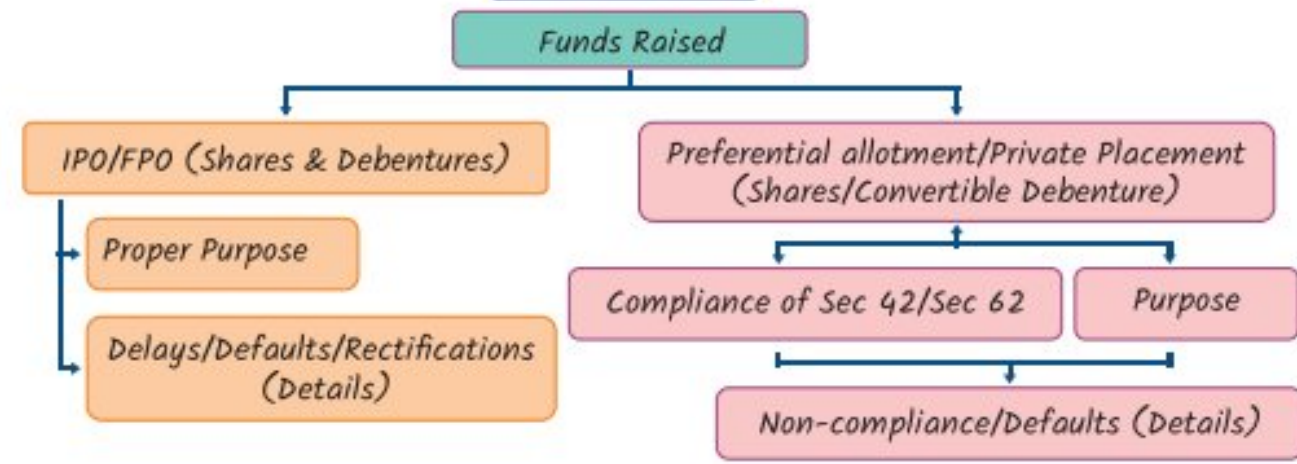 Funds Raised
IPO/FPO (Shares & Debentures)
Proper Purpose
Delays/Defaults/Rectifications
(Details)
Preferential allotment/Private Placement
(Shares/Convertible Debenture)
Compliance of Sec 42/Sec 62
Purpose
Non-compliance/Defaults (Details)